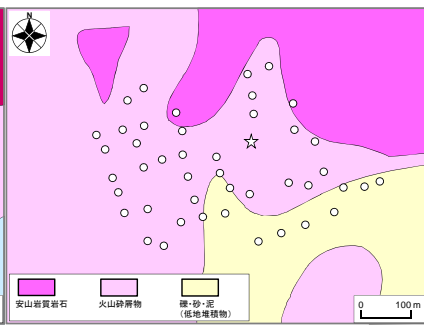 安山岩質岩石
火山砕屑物
礫・砂・泥
(低地堆積物)
0 100 m